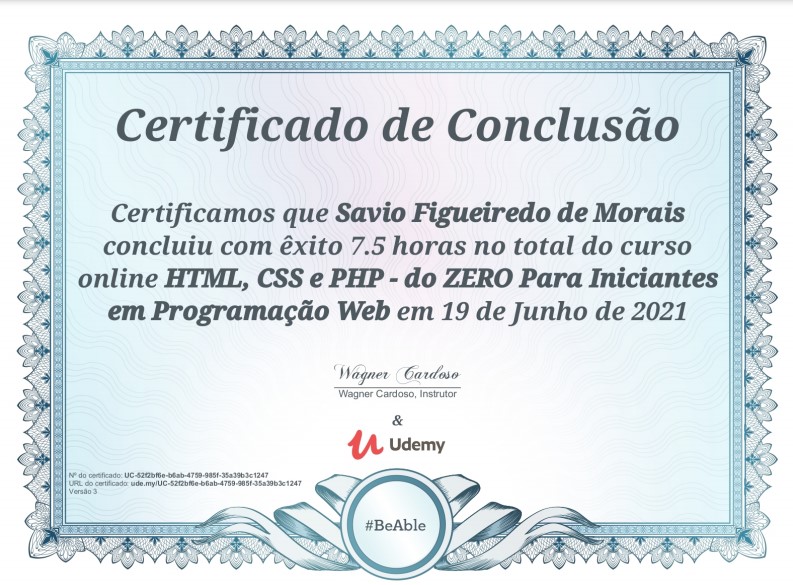 Certificado de Conclusão
Certificamos que Savio Figueiredo de Morais
concluiu com êxito 7.5 horas no total do curso
online HTML, CSS e PHP - do ZERO Para Iniciantes
em Programação Web em 19 de Junho de 2021
Wagner Cardoso
Wagner Cardoso, Instrutor
&
Udemy
Nº do certificado: UC-52f2bf6e-b6ab-4759-985f-35a39b3c1247
URL do certificado: ude.my/UC-52f2bf6e-b6ab-4759-985f-35a39b3c1247
Versão 3
#BeAble